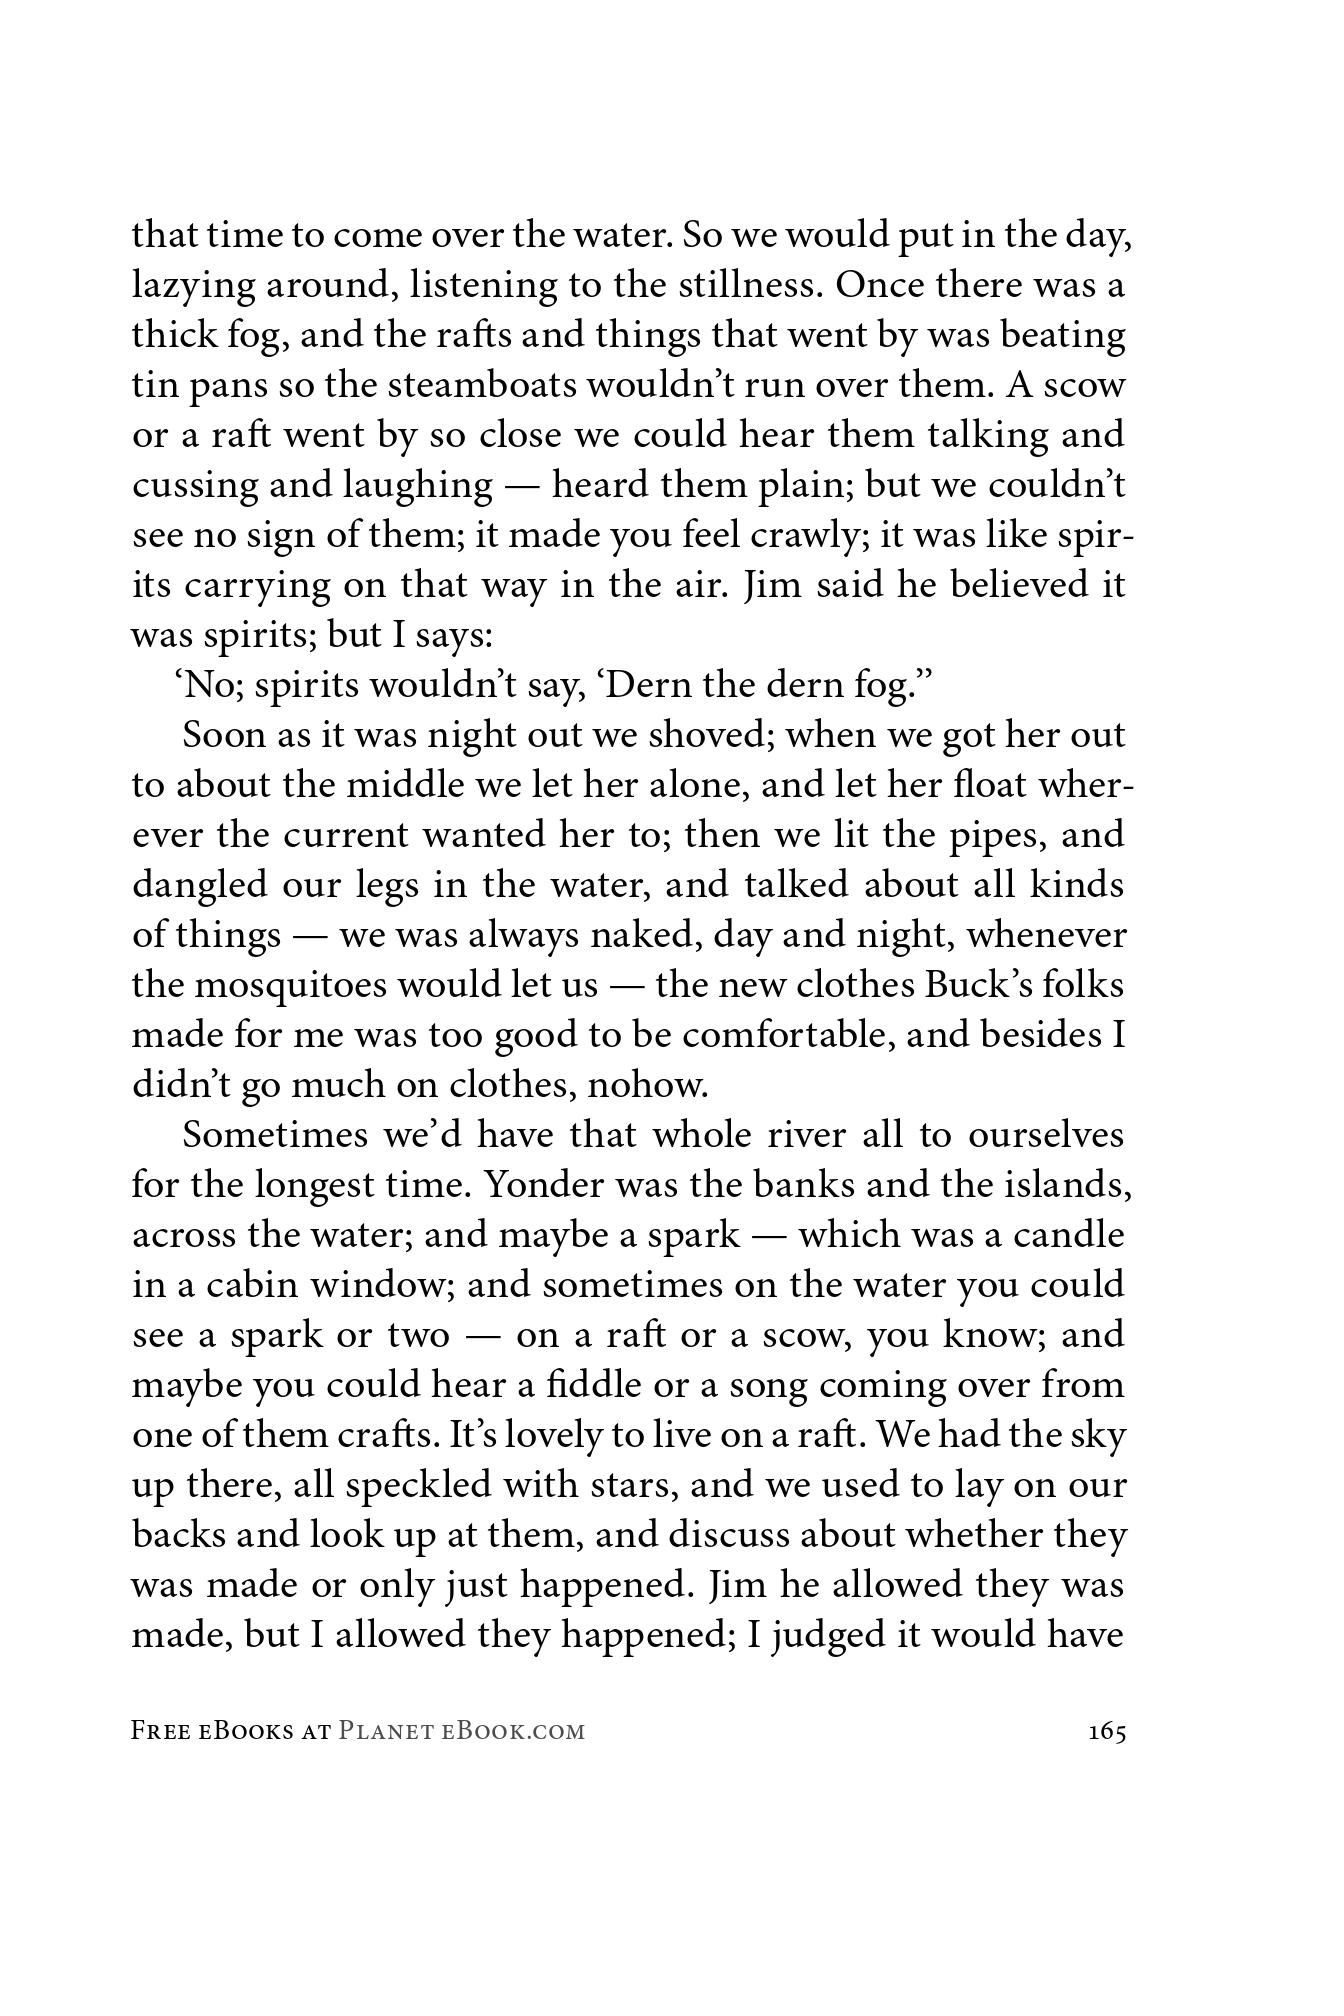 that time to come over the water. So we would put in the day,
lazying around, listening to the stillness. Once there was a
thick fog, and the rafts and things that went by was beating
tin pans so the steamboats wouldn’t run over them. A scow
or a raft went by so close we could hear them talking and
cussing and laughing — heard them plain; but we couldn’t
see no sign of them; it made you feel crawly; it was like spir-
its carrying on that way in the air. Jim said he believed it
was spirits; but I says:
‘No; spirits wouldn’t say, ‘Dern the dern fog.’’
Soon as it was night out we shoved; when we got her out
to about the middle we let her alone, and let her float wher-
ever the current wanted her to; then we lit the pipes, and
dangled our legs in the water, and talked about all kinds
of things — we was always naked, day and night, whenever
the mosquitoes would let us — the new clothes Buck’s folks
made for me was too good to be comfortable, and besides I
didn’t go much on clothes, nohow.
Sometimes we’d have that whole river all to ourselves
for the longest time. Yonder was the banks and the islands,
across the water; and maybe a spark — which was a candle
in a cabin window; and sometimes on the water you could
see a spark or two — on a raft or a scow, you know; and
maybe you could hear a fiddle or a song coming over from
one of them crafts. It’s lovely to live on a raft. We had the sky
up there, all speckled with stars, and we used to lay on our
backs and look up at them, and discuss about whether they
was made or only just happened. Jim he allowed they was
made, but I allowed they happened; I judged it would have
Free eBooks at Planet eBook.com 165